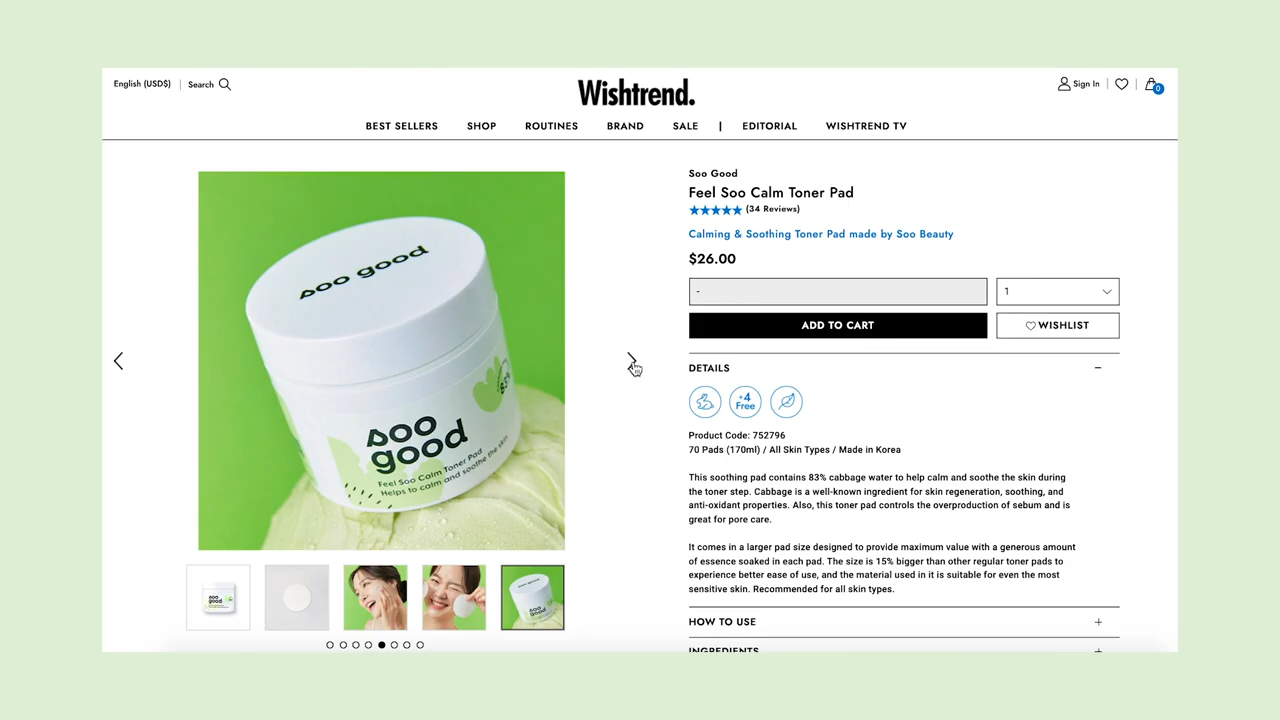 English (USD$)
Search
Wishtrend.
Sign In
0
BEST SELLERS
SHOP
ROUTINES
BRAND
SALE
EDITORIAL
WISHTREND TV
soo good
83%
soo
good
Feel Soo Calm Toner Pad
Helps to calm and soothe the skin
soo
good
Soo Good
Feel Soo Calm Toner Pad
(34 Reviews)
Calming & Soothing Toner Pad made by Soo Beauty
$26.00
-
1
ADD TO CART
WISHLIST
DETAILS
+4
Free
Product Code: 752796
70 Pads (170ml) / All Skin Types / Made in Korea
This soothing pad contains 83% cabbage water to help calm and soothe the skin during
the toner step. Cabbage is a well-known ingredient for skin regeneration, soothing, and
anti-oxidant properties. Also, this toner pad controls the overproduction of sebum and is
great for pore care.
It comes in a larger pad size designed to provide maximum value with a generous amount
of essence soaked in each pad. The size is 15% bigger than other regular toner pads to
experience better ease of use, and the material used in it is suitable for even the most
sensitive skin. Recommended for all skin types.
HOW TO USE
INGREDIENTS